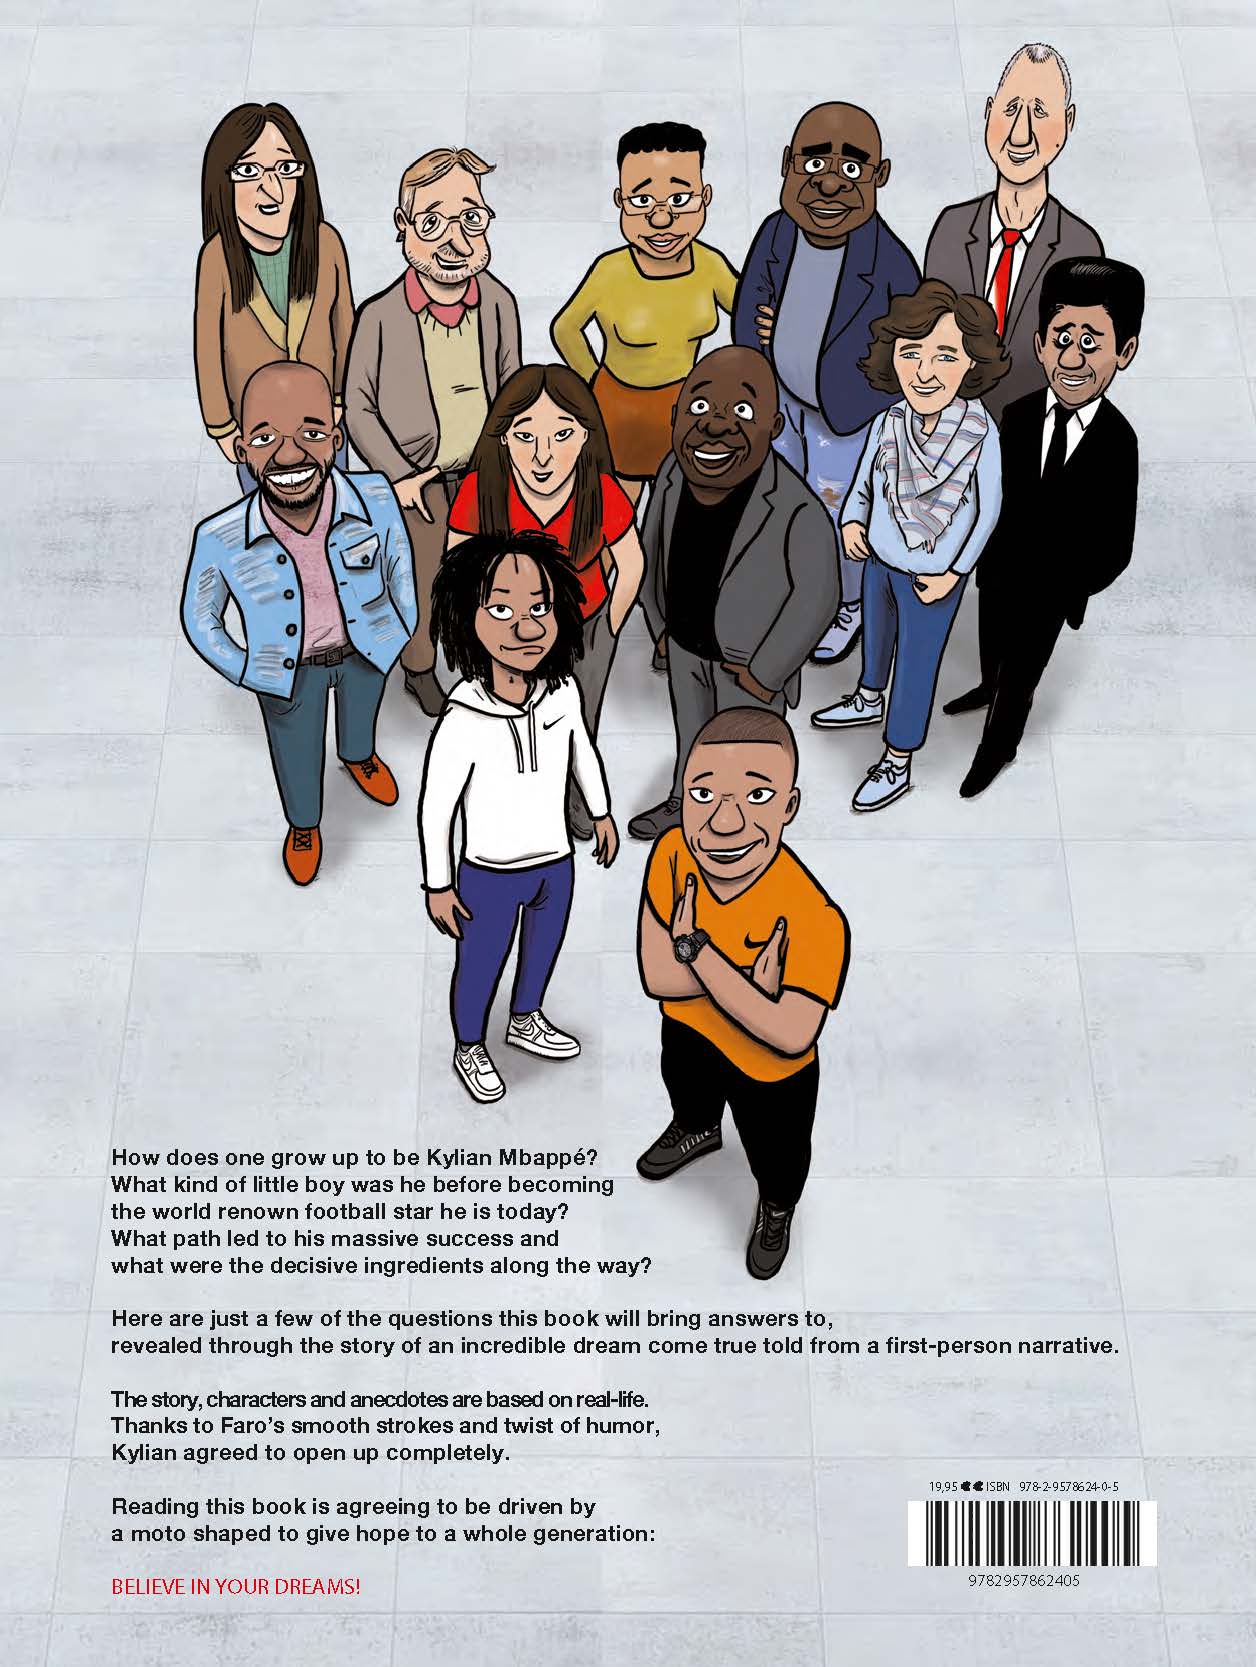 How does one grow up to be Kylian Mbappé?
What kind of little boy was he before becoming
the world renown football star he is today?
What path led to his massive success and
what were the decisive ingredients along the way?
Here are just a few of the questions this book will bring answers to,
revealed through the story of an incredible dream come true told from a first-person narrative.
The story, characters and anecdotes are based on real-life.
Thanks to Faro's smooth strokes and twist of humor,
Kylian agreed to open up completely.
Reading this book is agreeing to be driven by
a moto shaped to give hope to a whole generation:
BELIEVE IN YOUR DREAMS!
19,95 ISBN 978-2-9578624-0-5
9782957862405